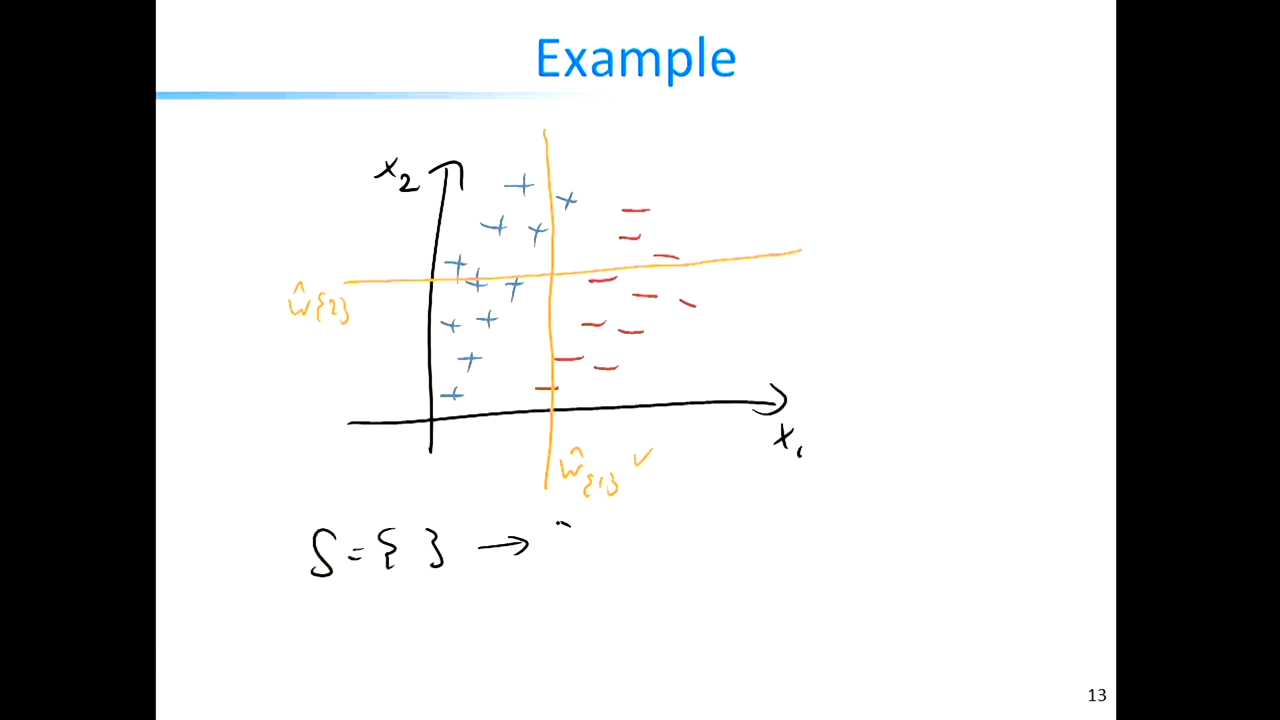 Example
x₂
ŵ{2}
x₁
ŵ{1} ✓
S = { } →
13